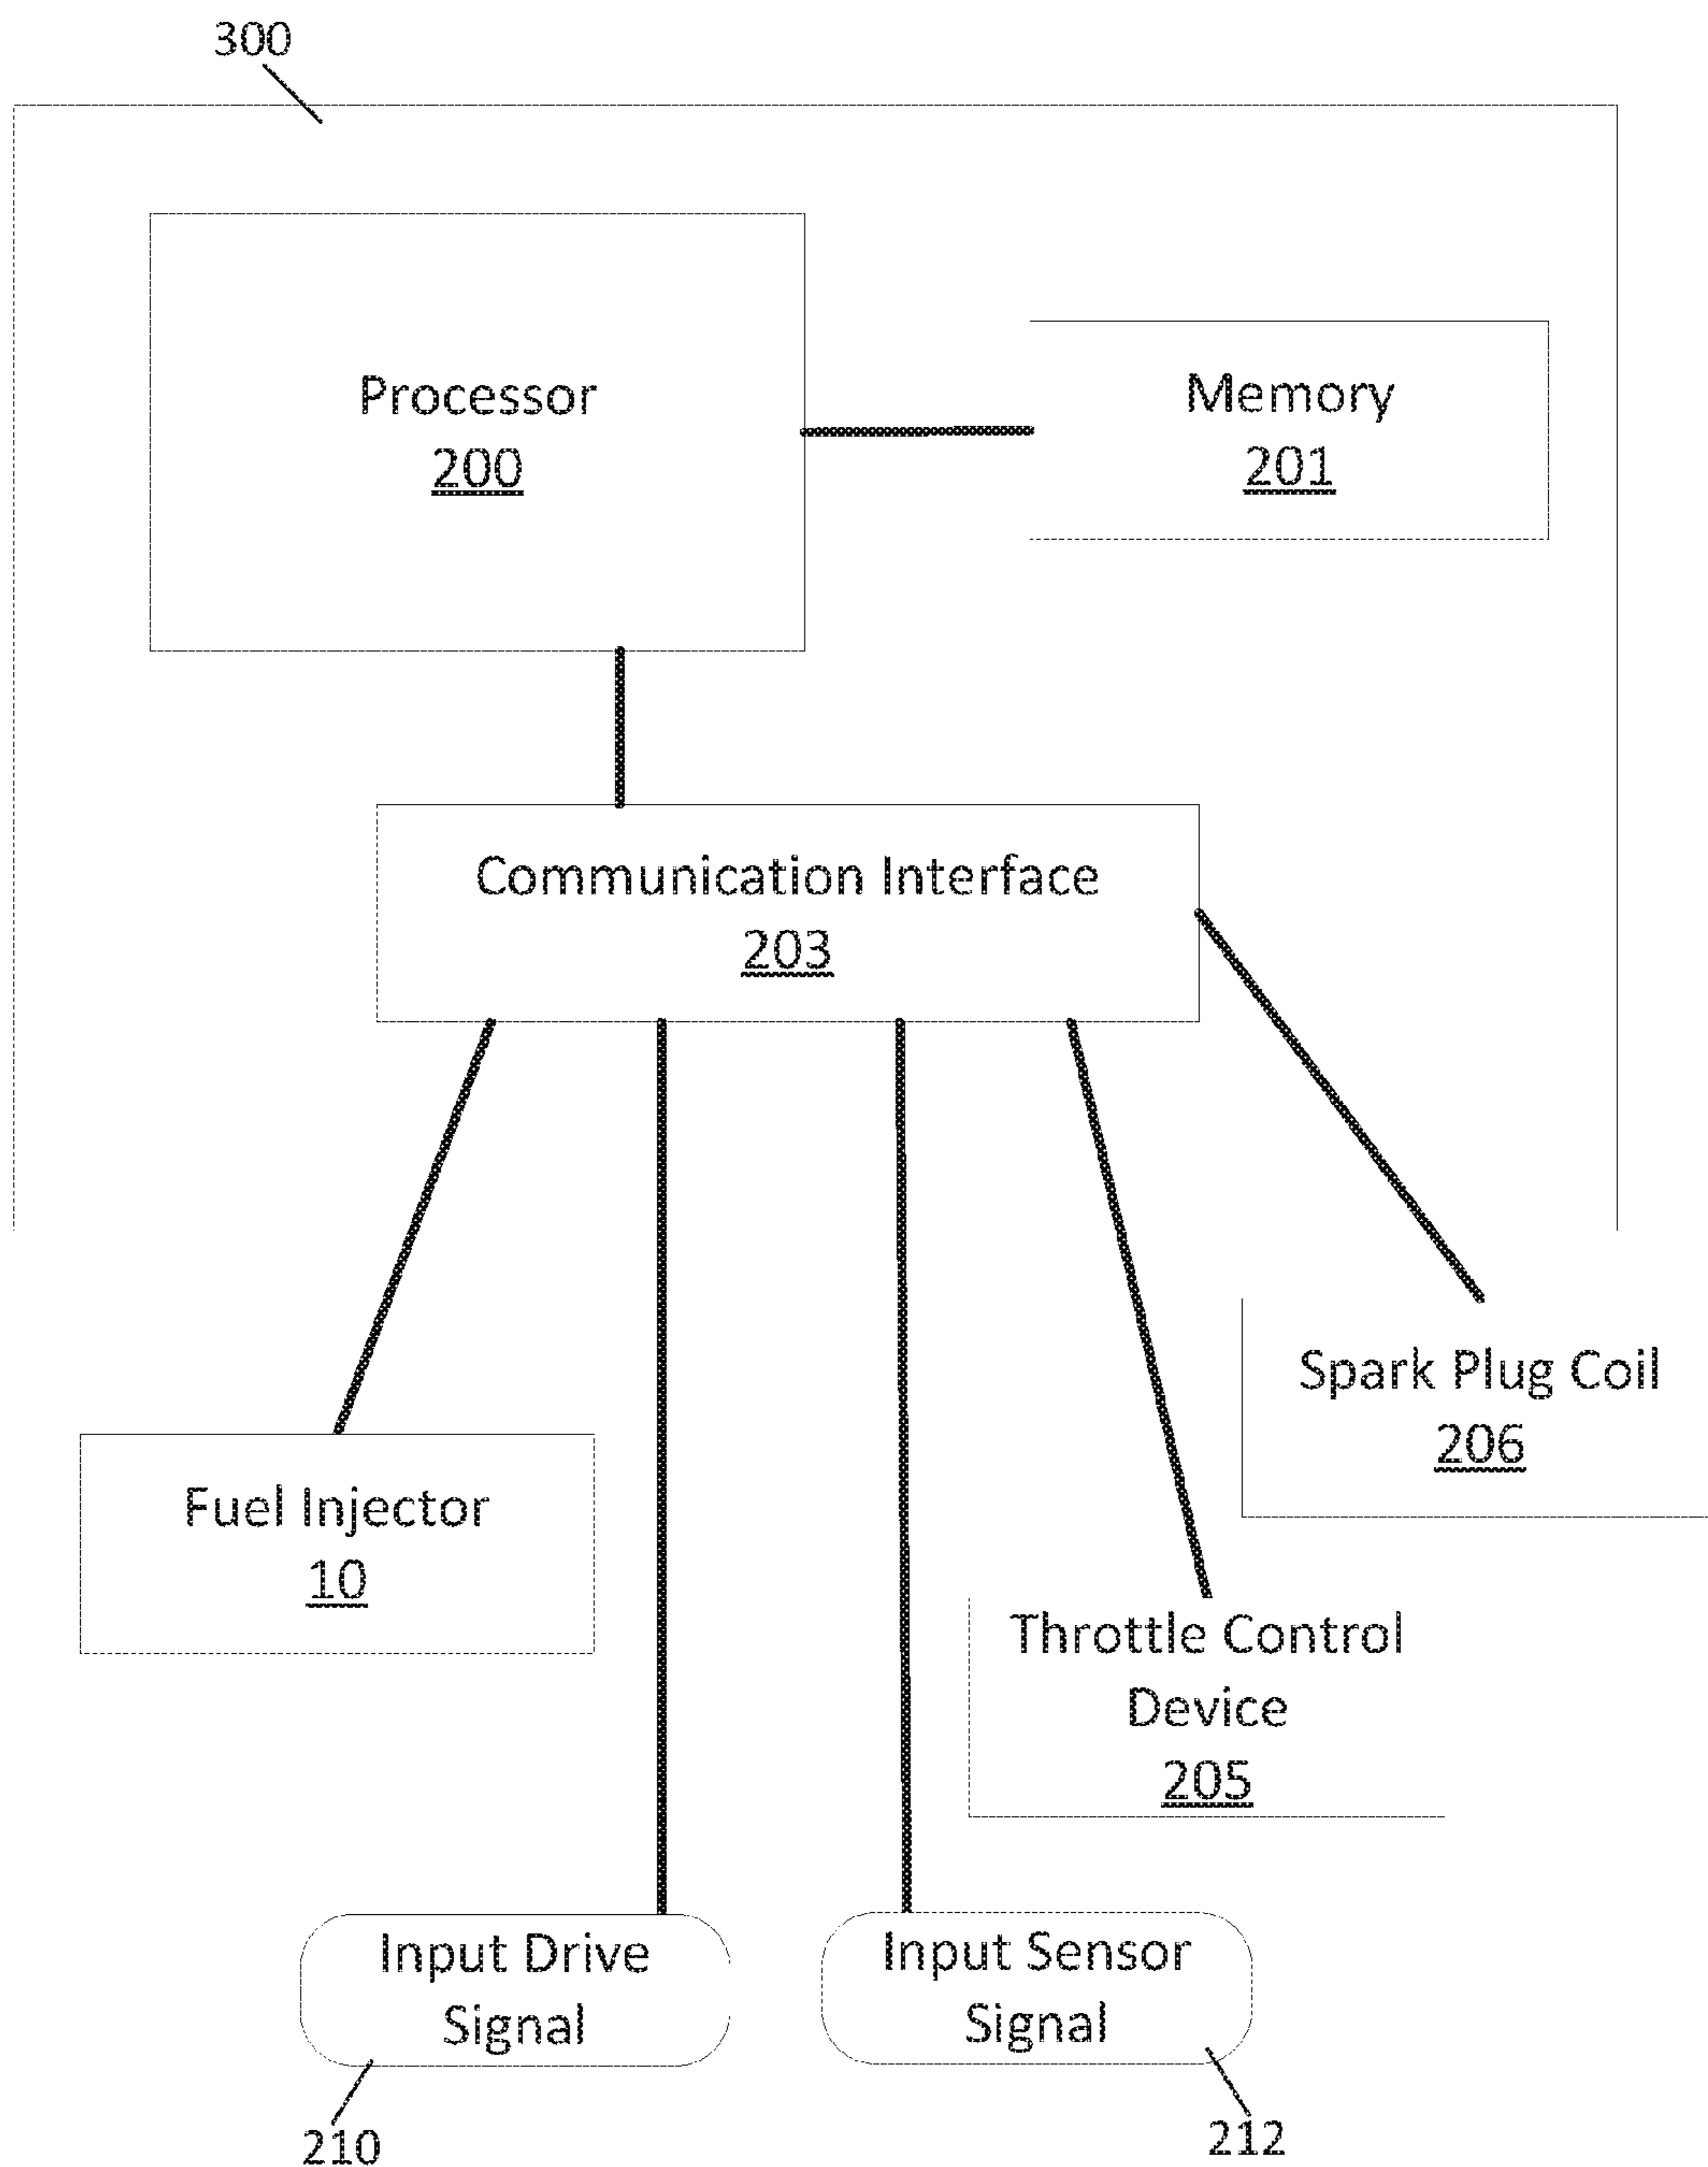 300
Processor
200
Memory
201
Communication Interface
203
Spark Plug Coil
206
Fuel Injector
10
Throttle Control
Device
205
Input Drive
Signal
Input Sensor
Signal
210
212